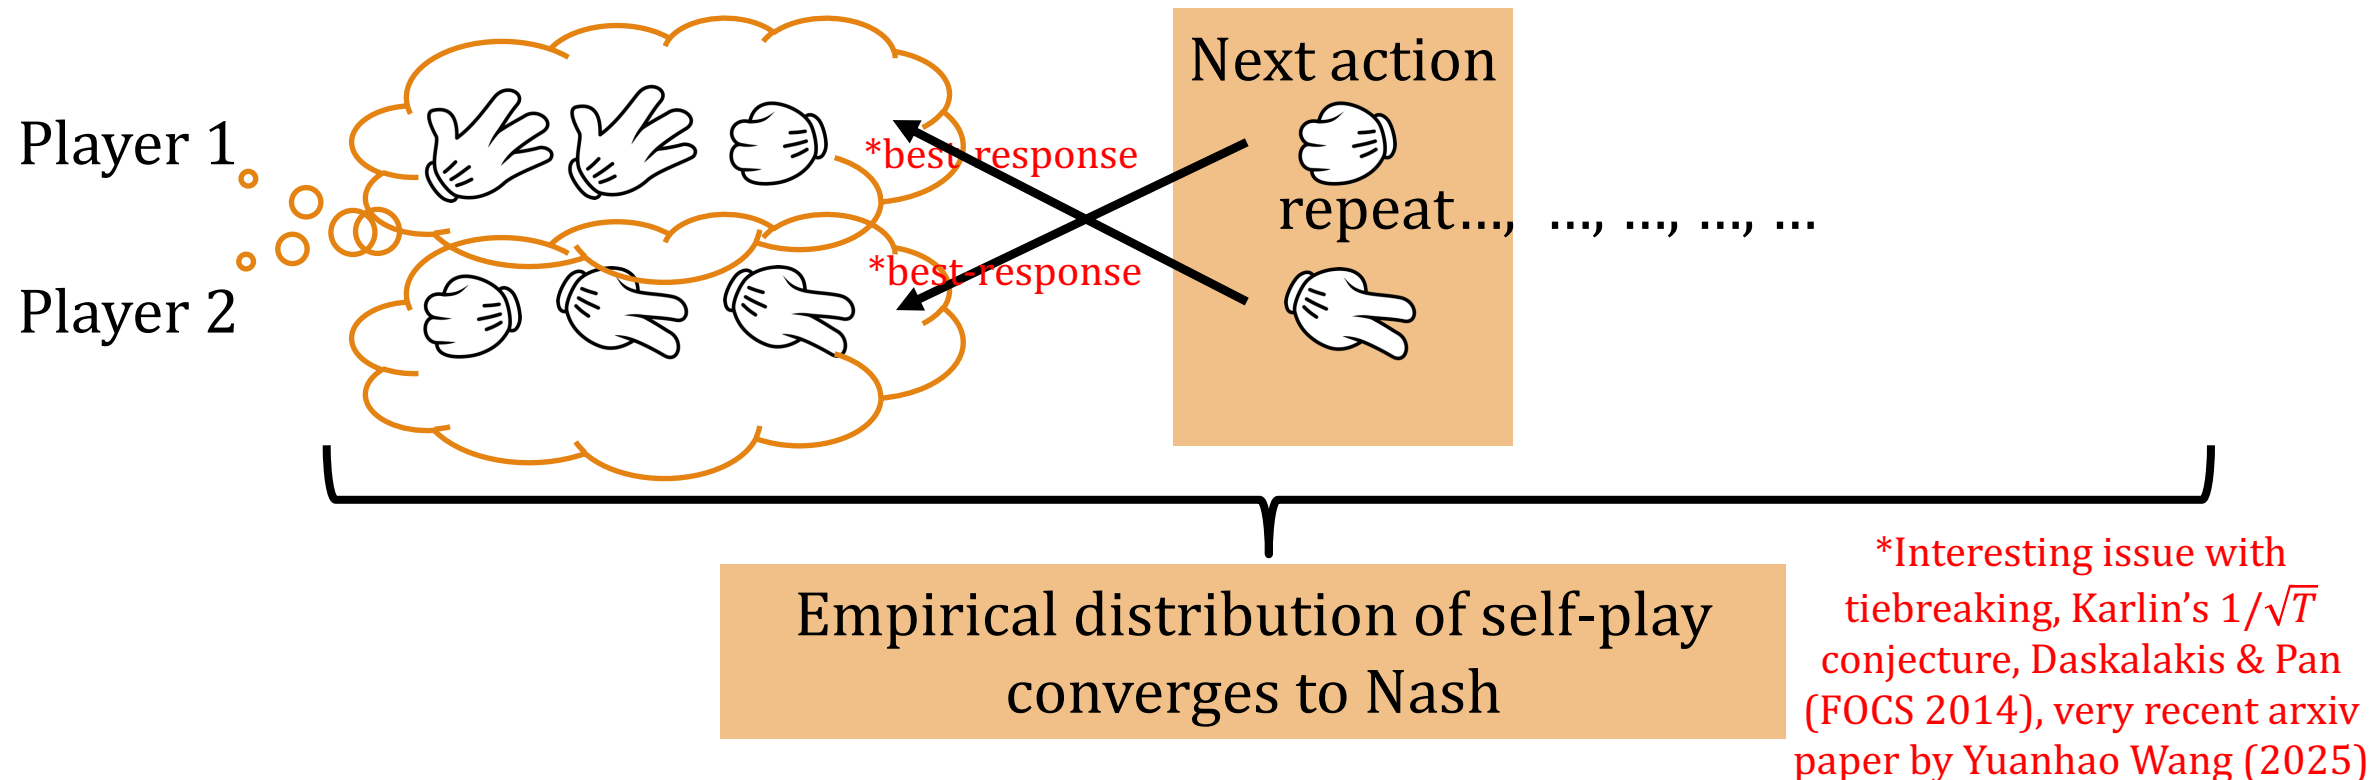 Next action
Player 1
*best-response
repeat…, …, …, …, …
*best-response
Player 2
Empirical distribution of self-play
converges to Nash
*Interesting issue with
tiebreaking, Karlin’s 1/√T
conjecture, Daskalakis & Pan
(FOCS 2014), very recent arxiv
paper by Yuanhao Wang (2025)